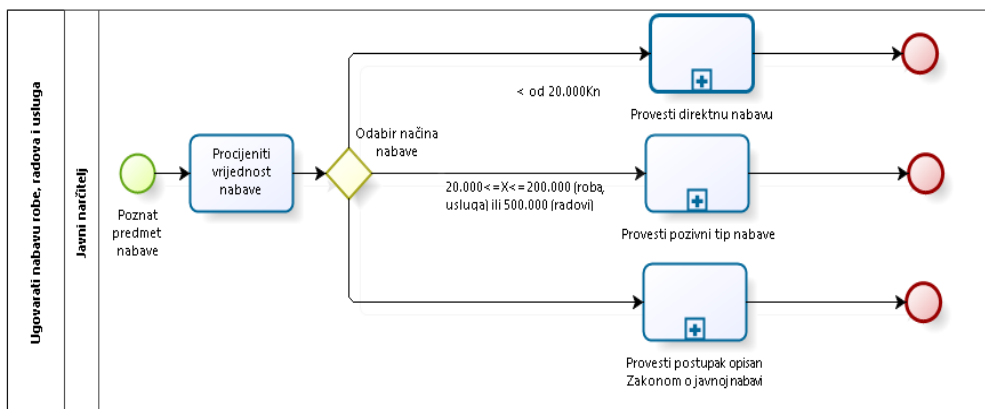 Ugovarati nabavu robe, radova i usluga
Javni narčitelj
Poznat
predmet
nabave
Procijeniti
vrijednost
nabave
Odabir načina
nabave
< od 20.000Kn
Provesti direktnu nabavu
20.000<=X<=200.000 (roba,
usluga) ili 500.000 (radovi)
Provesti pozivni tip nabave
Provesti postupak opisan
Zakonom o javnoj nabavi